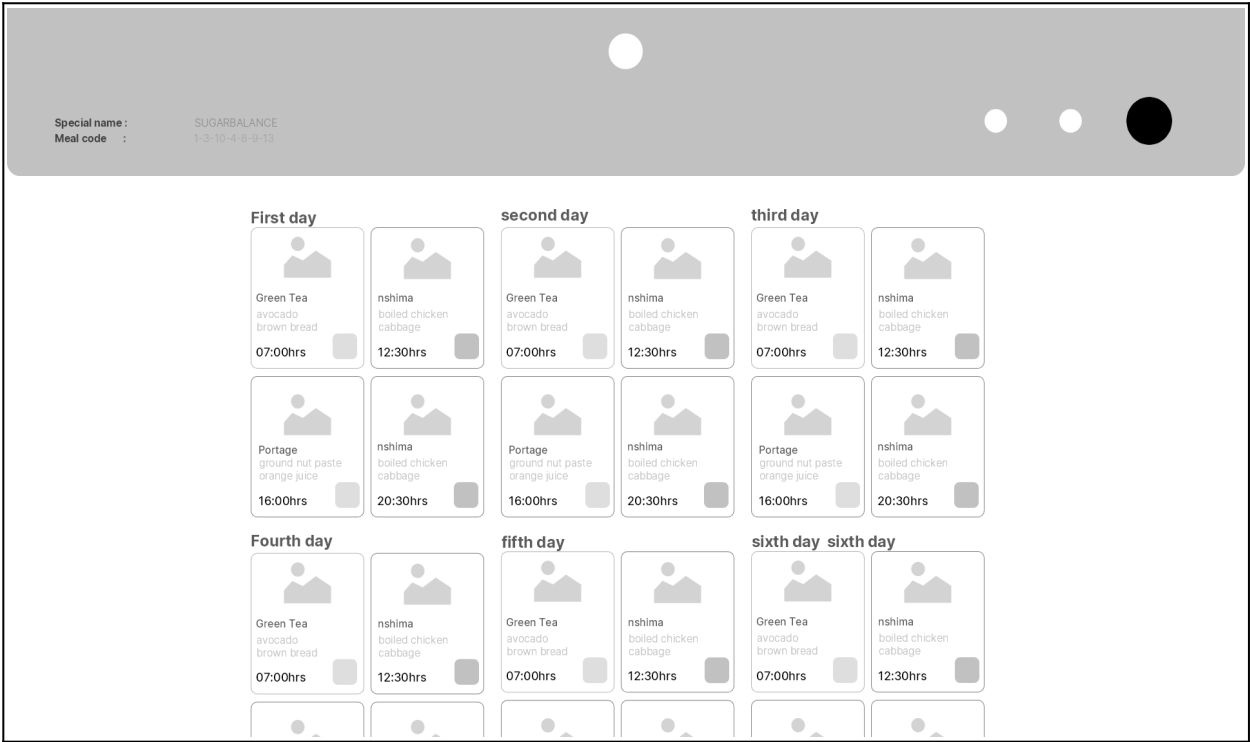 Special name : SUGARBALANCE
Meal code : 1-3-10-4-8-9-13
First day
Green Tea
avocado
brown bread
07:00hrs
nshima
boiled chicken
cabbage
12:30hrs
Portage
ground nut paste
orange juice
16:00hrs
nshima
boiled chicken
cabbage
20:30hrs
second day
Green Tea
avocado
brown bread
07:00hrs
nshima
boiled chicken
cabbage
12:30hrs
Portage
ground nut paste
orange juice
16:00hrs
nshima
boiled chicken
cabbage
20:30hrs
third day
Green Tea
avocado
brown bread
07:00hrs
nshima
boiled chicken
cabbage
12:30hrs
Portage
ground nut paste
orange juice
16:00hrs
nshima
boiled chicken
cabbage
20:30hrs
Fourth day
Green Tea
avocado
brown bread
07:00hrs
nshima
boiled chicken
cabbage
12:30hrs
fifth day
Green Tea
avocado
brown bread
07:00hrs
nshima
boiled chicken
cabbage
12:30hrs
sixth day sixth day
Green Tea
avocado
brown bread
07:00hrs
nshima
boiled chicken
cabbage
12:30hrs